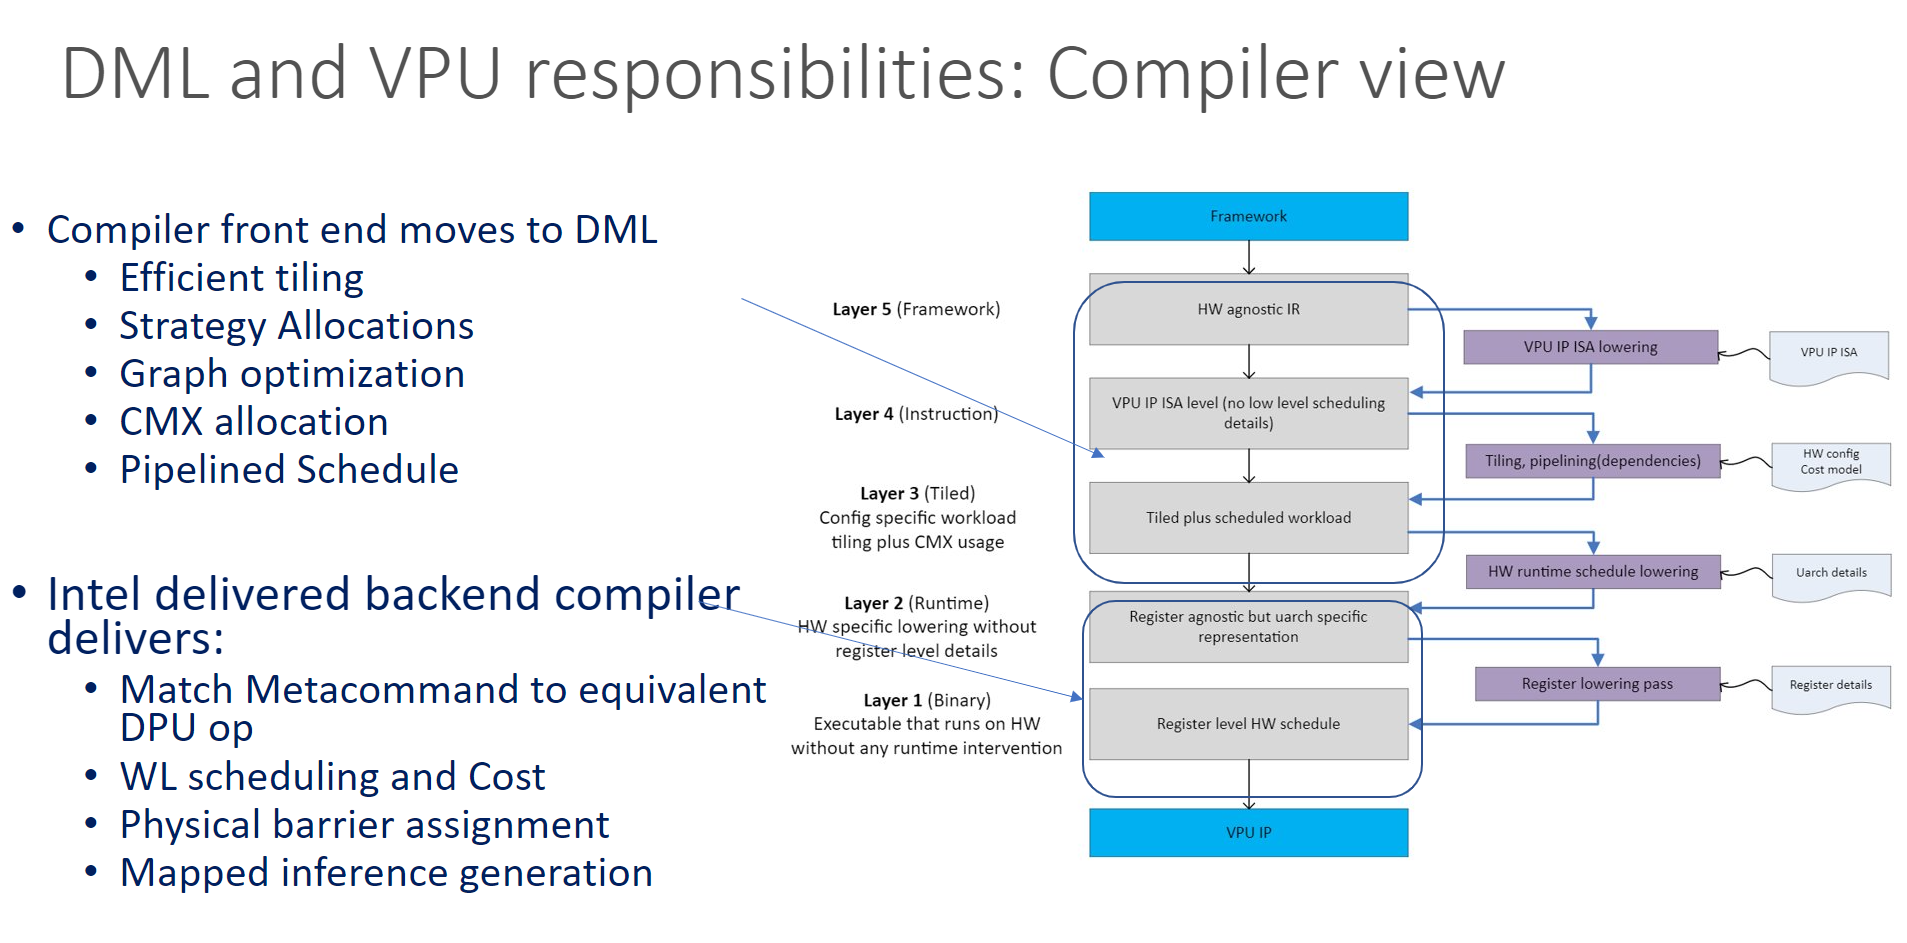 DML and VPU responsibilities: Compiler view
• Compiler front end moves to DML
• Efficient tiling
• Strategy Allocations
• Graph optimization
• CMX allocation
• Pipelined Schedule
• Intel delivered backend compiler
delivers:
• Match Metacommand to equivalent
DPU op
• WL scheduling and Cost
• Physical barrier assignment
• Mapped inference generation
Framework
Layer 5 (Framework)
HW agnostic IR
VPU IP ISA lowering
VPU IP ISA
Layer 4 (Instruction)
VPU IP ISA level (no low level scheduling
details)
Tiling, pipelining(dependencies)
HW config
Cost model
Layer 3 (Tiled)
Config specific workload
tiling plus CMX usage
Tiled plus scheduled workload
HW runtime schedule lowering
Uarch details
Layer 2 (Runtime)
HW specific lowering without
register level details
Register agnostic but uarch specific
representation
Register lowering pass
Register details
Layer 1 (Binary)
Executable that runs on HW
without any runtime intervention
Register level HW schedule
VPU IP